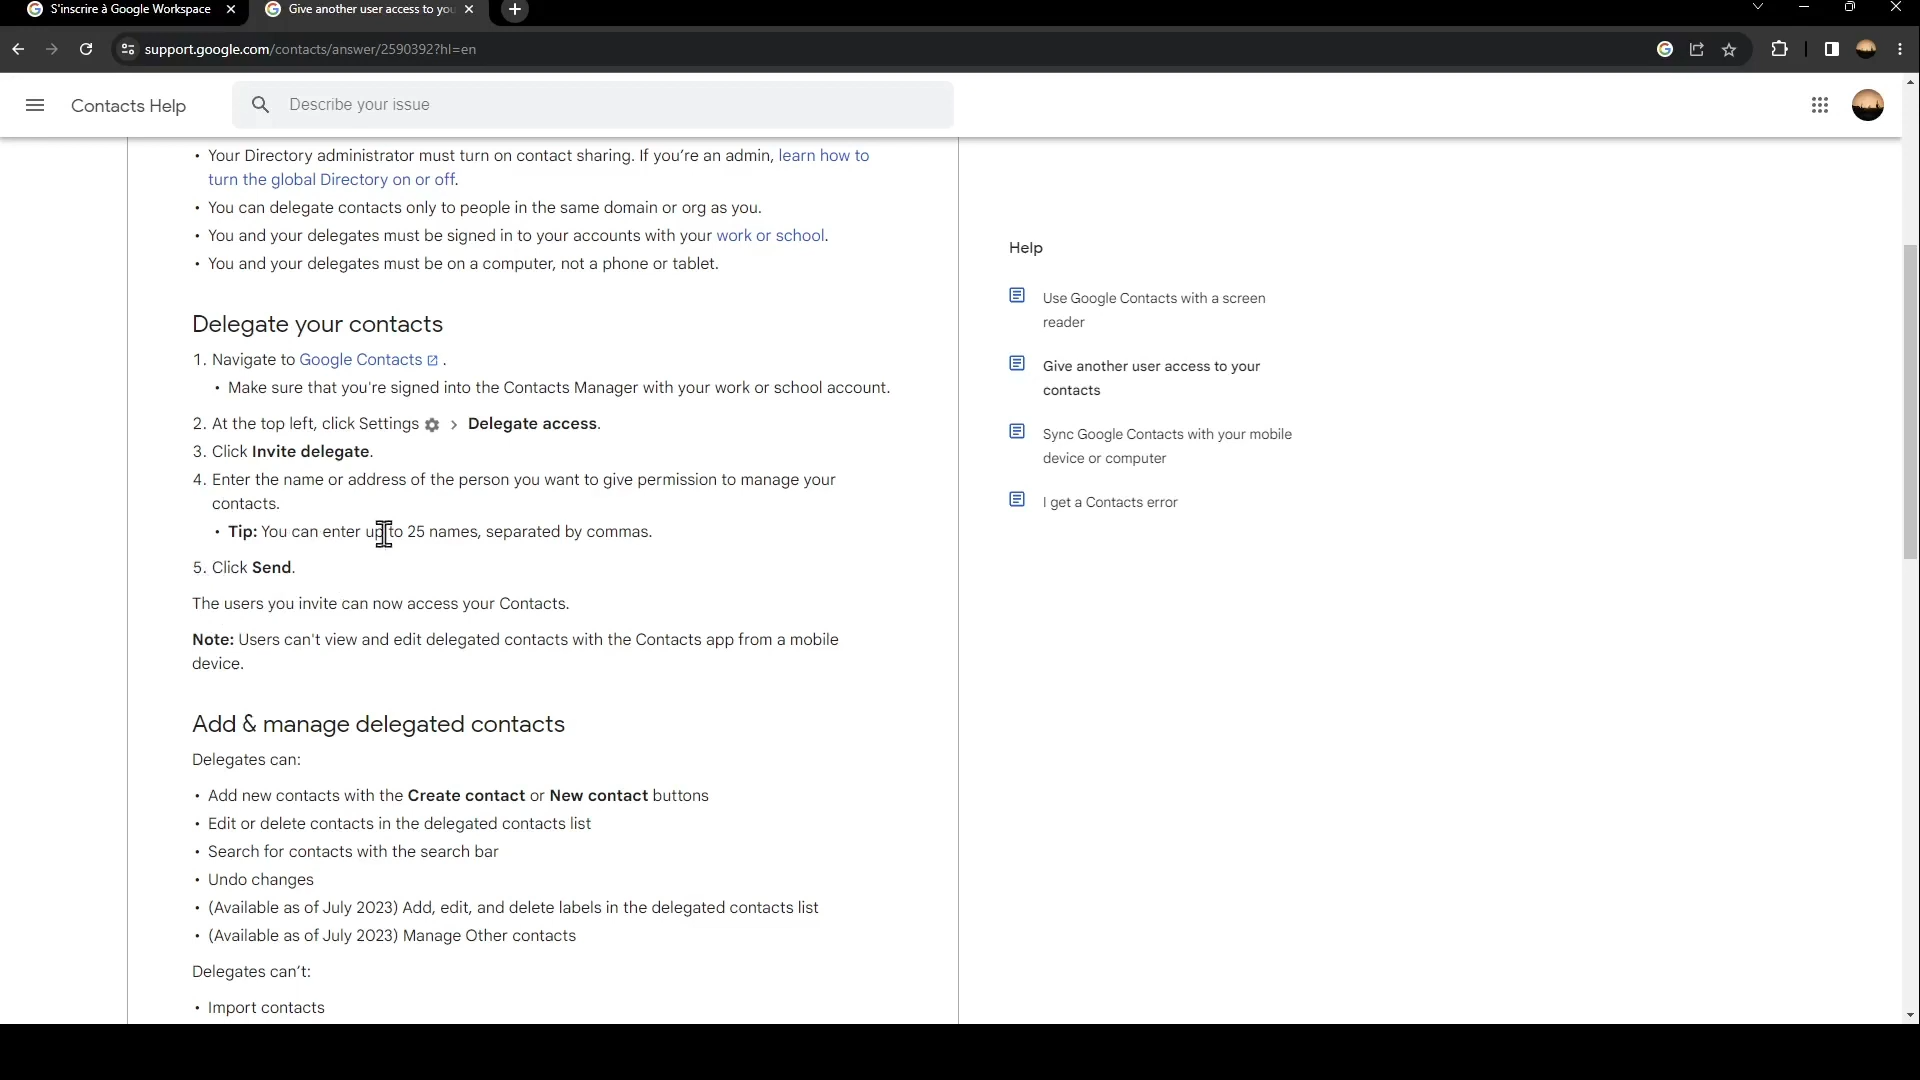 S'inscrire à Google Workspace
Give another user access to you
support.google.com/contacts/answer/2590392?hl=en
Contacts Help
Describe your issue
• Your Directory administrator must turn on contact sharing. If you’re an admin, learn how to
turn the global Directory on or off.
• You can delegate contacts only to people in the same domain or org as you.
• You and your delegates must be signed in to your accounts with your work or school.
• You and your delegates must be on a computer, not a phone or tablet.
Delegate your contacts
1. Navigate to Google Contacts .
• Make sure that you're signed into the Contacts Manager with your work or school account.
2. At the top left, click Settings > Delegate access.
3. Click Invite delegate.
4. Enter the name or address of the person you want to give permission to manage your
contacts.
• Tip: You can enter up to 25 names, separated by commas.
5. Click Send.
The users you invite can now access your Contacts.
Note: Users can't view and edit delegated contacts with the Contacts app from a mobile
device.
Add & manage delegated contacts
Delegates can:
• Add new contacts with the Create contact or New contact buttons
• Edit or delete contacts in the delegated contacts list
• Search for contacts with the search bar
• Undo changes
• (Available as of July 2023) Add, edit, and delete labels in the delegated contacts list
• (Available as of July 2023) Manage Other contacts
Delegates can’t:
• Import contacts
Help
Use Google Contacts with a screen
reader
Give another user access to your
contacts
Sync Google Contacts with your mobile
device or computer
I get a Contacts error